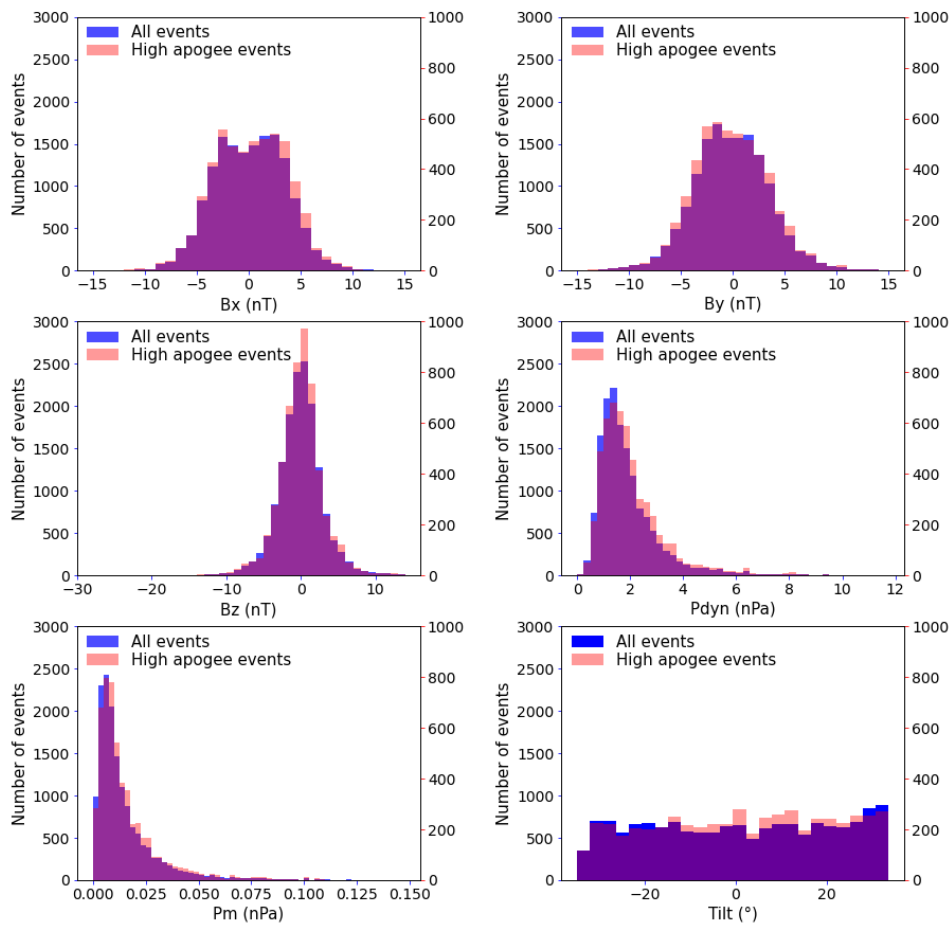 3000 1000 3000 1000
All events All events
High apogee events High apogee events
2500 800 2500 800
2000 2000
600 600
1500 1500
400 400
1000 1000
500 200 500 200
0 0 0 0
−15 −10 −5 0 5 10 15 −15 −10 −5 0 5 10 15
Number of events Number of events
Bx (nT) By (nT)
3000 1000 3000 1000
All events All events
High apogee events High apogee events
2500 800 2500 800
2000 2000
600 600
1500 1500
400 400
1000 1000
500 200 500 200
0 0 0 0
−30 −20 −10 0 10 0 2 4 6 8 10 12
Number of events Number of events
Bz (nT) Pdyn (nPa)
3000 1000 3000 1000
All events All events
High apogee events High apogee events
2500 800 2500 800
2000 2000
600 600
1500 1500
400 400
1000 1000
500 200 500 200
0 0 0 0
0.000 0.025 0.050 0.075 0.100 0.125 0.150 −20 0 20
Number of events Number of events
Pm (nPa) Tilt (°)